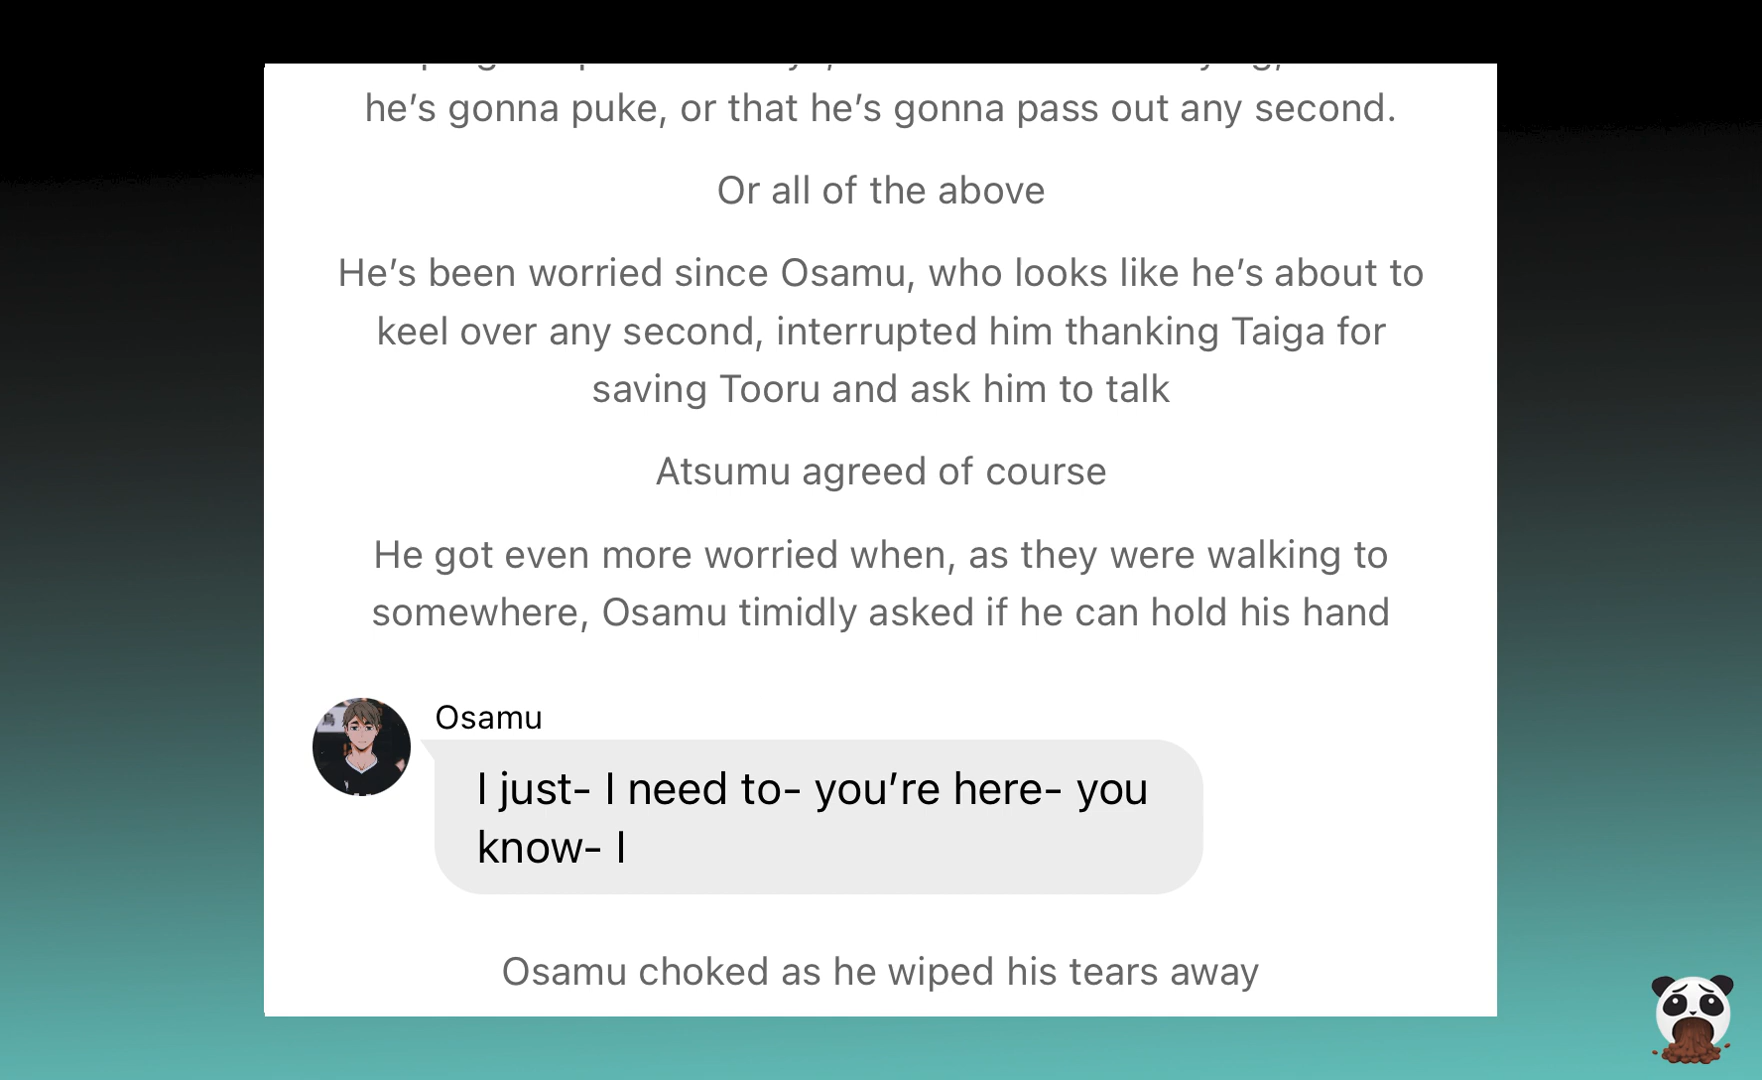 he’s gonna puke, or that he’s gonna pass out any second.
Or all of the above
He’s been worried since Osamu, who looks like he’s about to
keel over any second, interrupted him thanking Taiga for
saving Tooru and ask him to talk
Atsumu agreed of course
He got even more worried when, as they were walking to
somewhere, Osamu timidly asked if he can hold his hand
Osamu
I just- I need to- you’re here- you
know- I
Osamu choked as he wiped his tears away